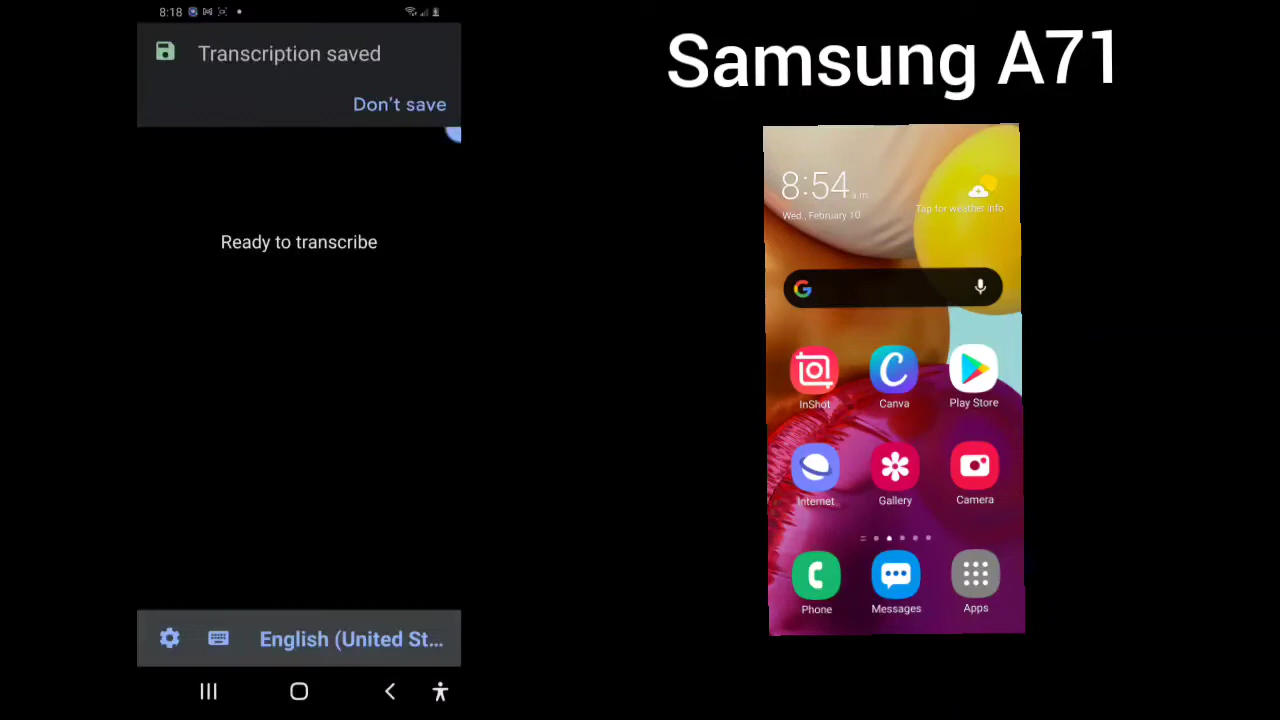 8:18
Transcription saved
Don't save
Ready to transcribe
English (United St...
Samsung A71
8:54 a.m.
Wed., February 10
Tap for weather info
InShot
Canva
Play Store
Internet
Gallery
Camera
Phone
Messages
Apps